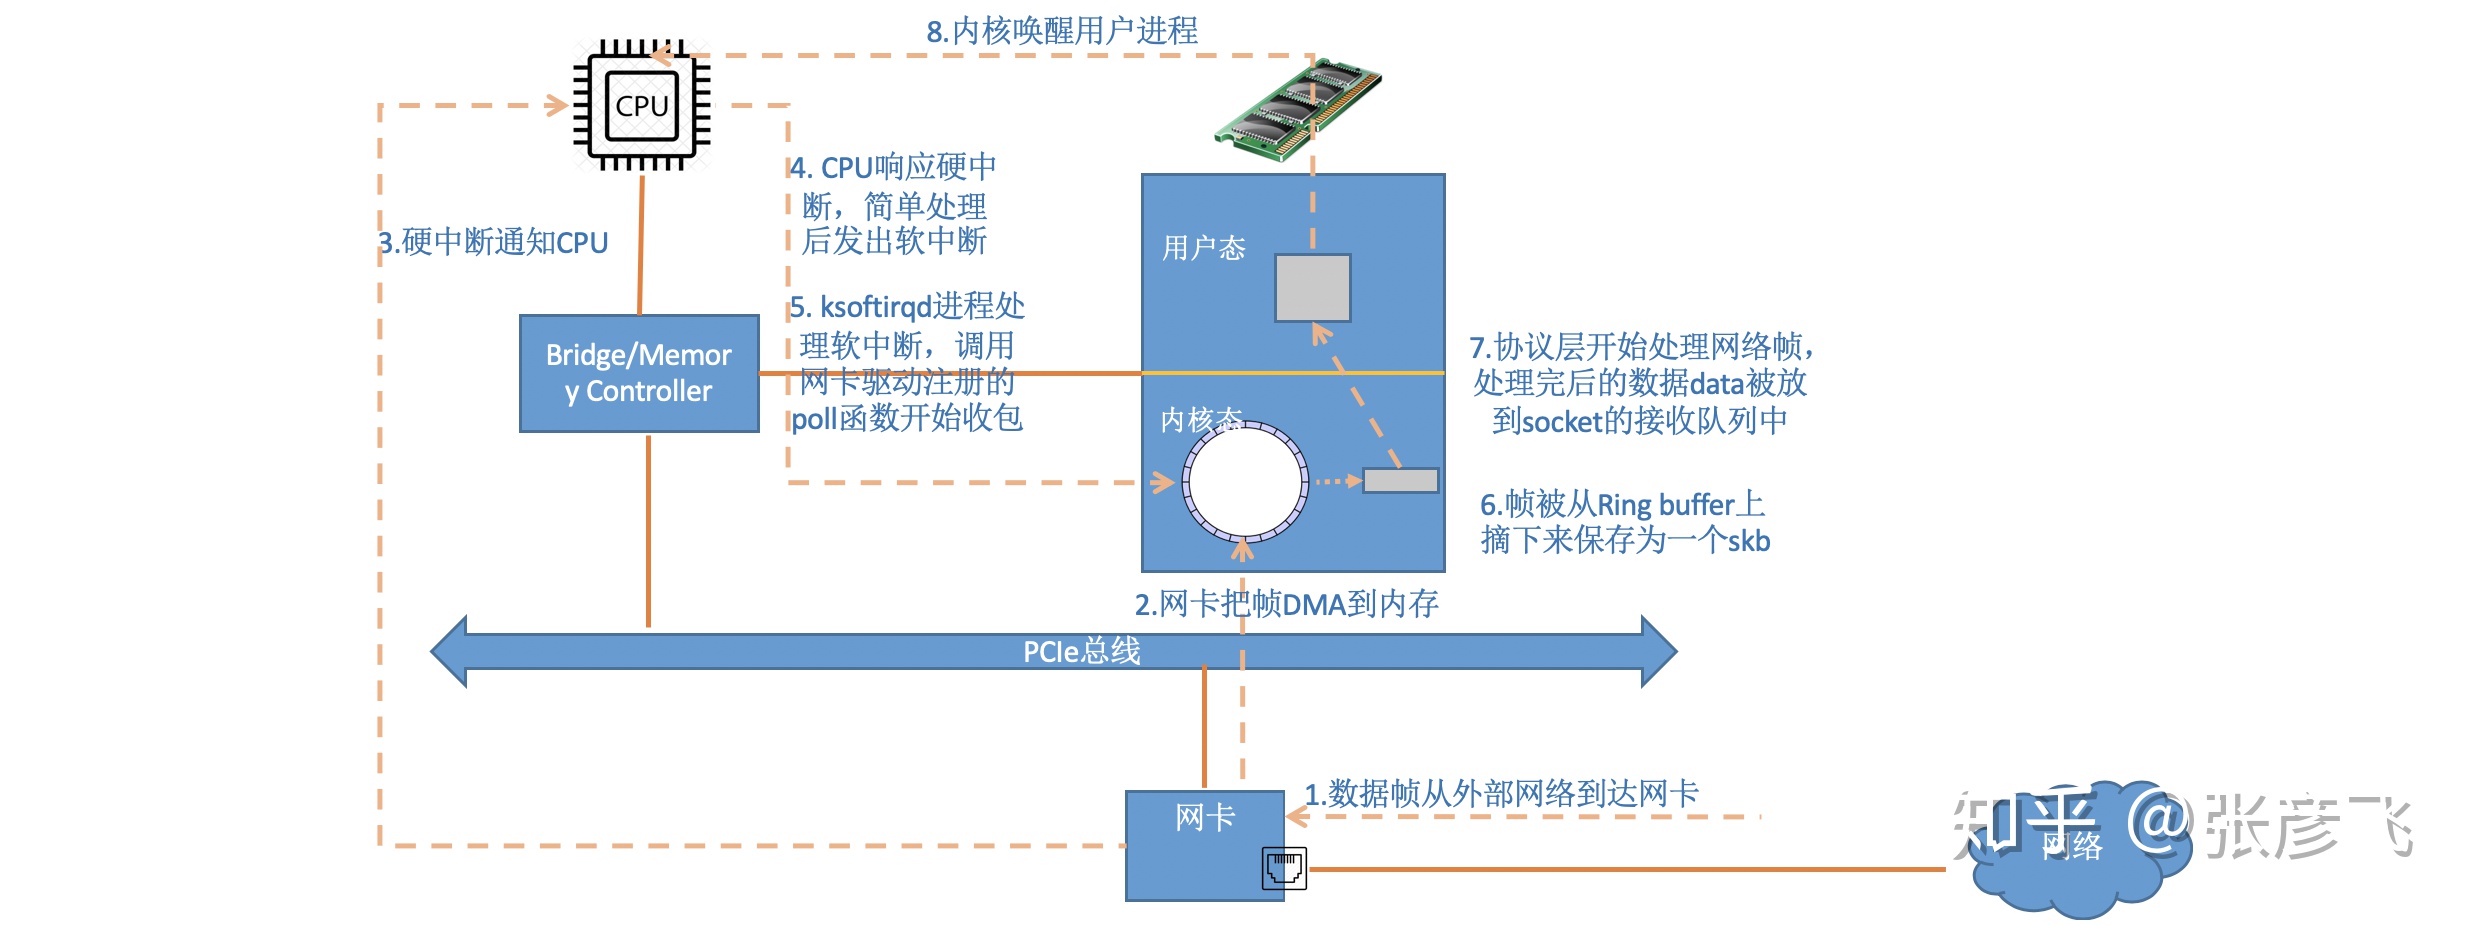 8.内核唤醒用户进程
CPU
4. CPU响应硬中
断，简单处理
后发出软中断
3.硬中断通知CPU
用户态
5. ksoftirqd进程处
理软中断，调用
网卡驱动注册的
poll函数开始收包
Bridge/Memor
y Controller
7.协议层开始处理网络帧，
处理完后的数据data被放
到socket的接收队列中
内核态
6.帧被从Ring buffer上
摘下来保存为一个skb
2.网卡把帧DMA到内存
PCIe总线
1.数据帧从外部网络到达网卡
网卡
网络
知乎 @张彦飞